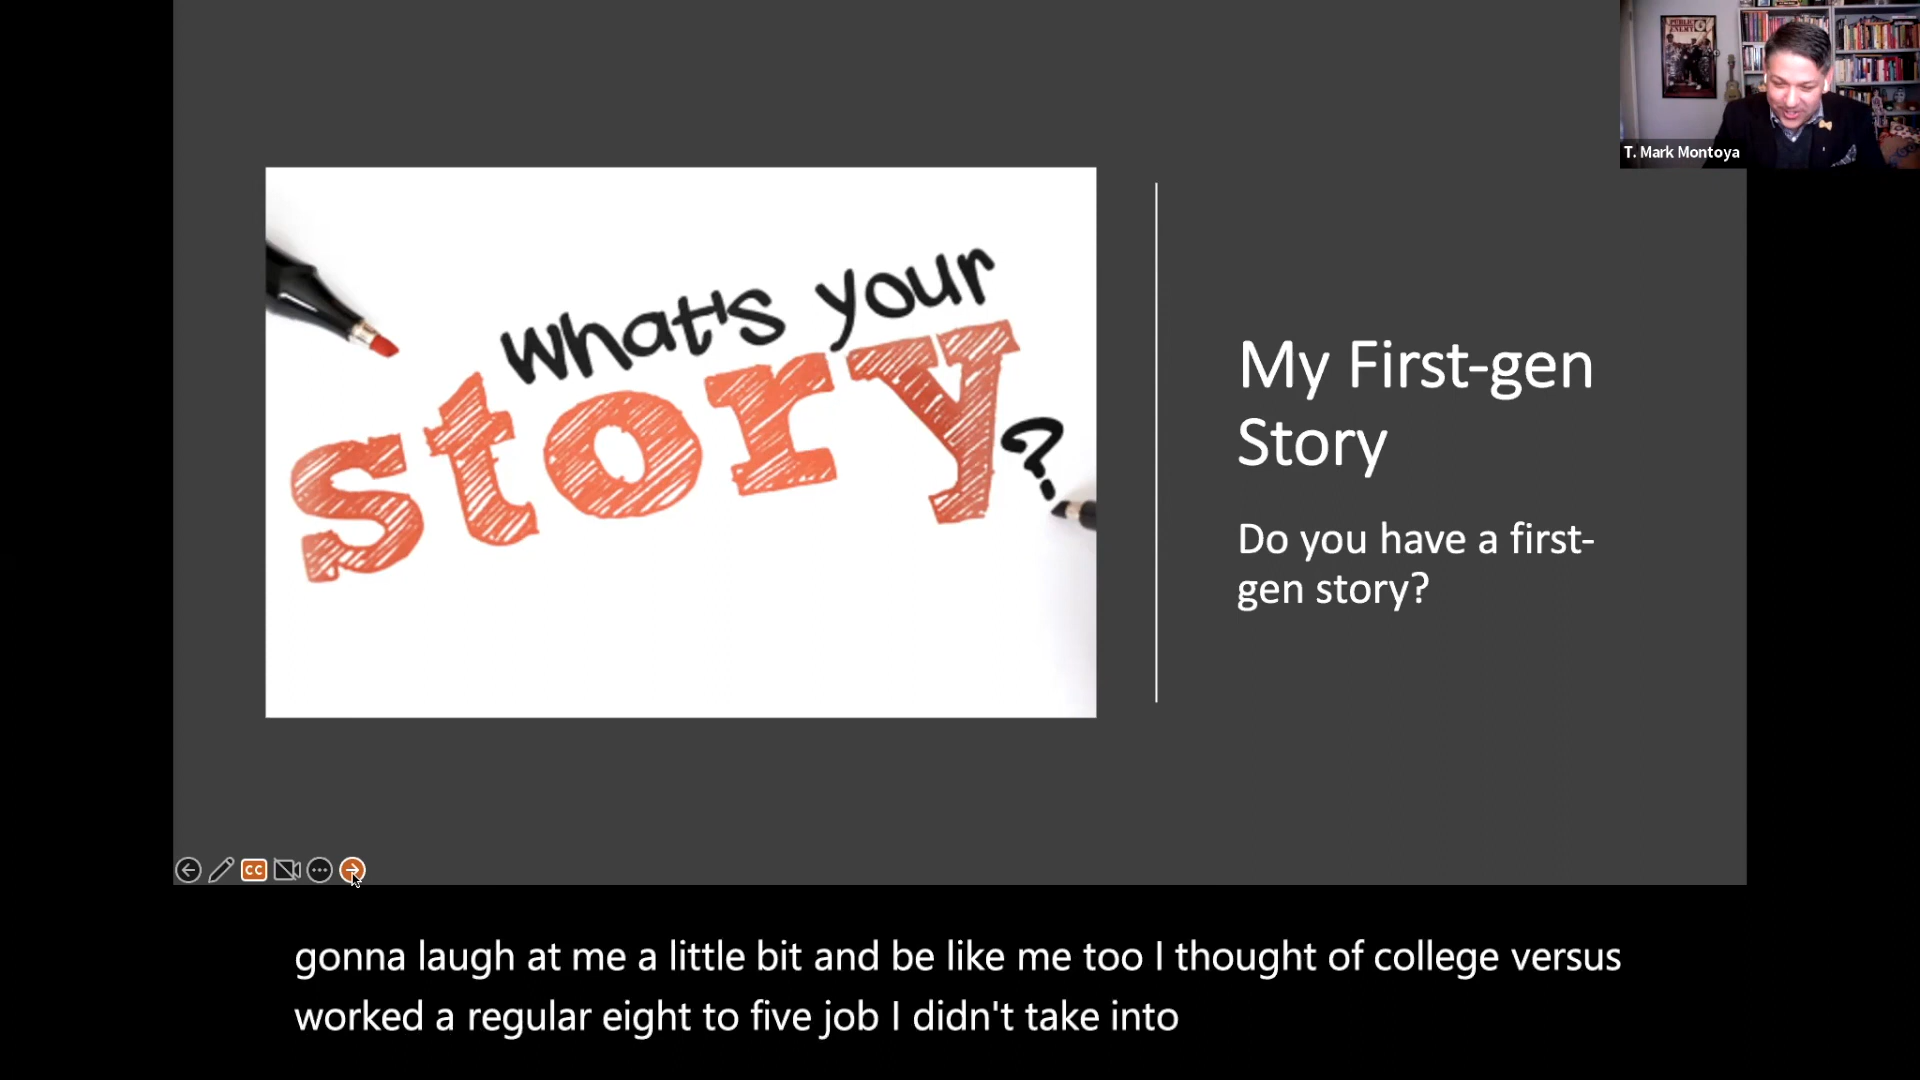 PUBLIC
ENEMY
T. Mark Montoya
what's your
story?
My First-gen
Story
Do you have a first-
gen story?
CC
gonna laugh at me a little bit and be like me too I thought of college versus
worked a regular eight to five job I didn't take into